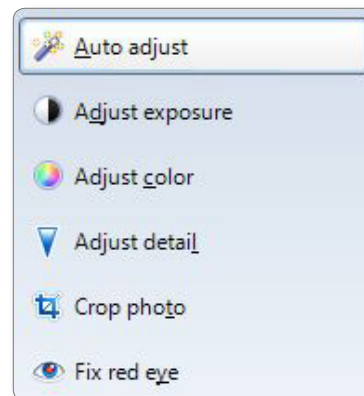 Auto adjust
Adjust exposure
Adjust color
Adjust detail
Crop photo
Fix red eye